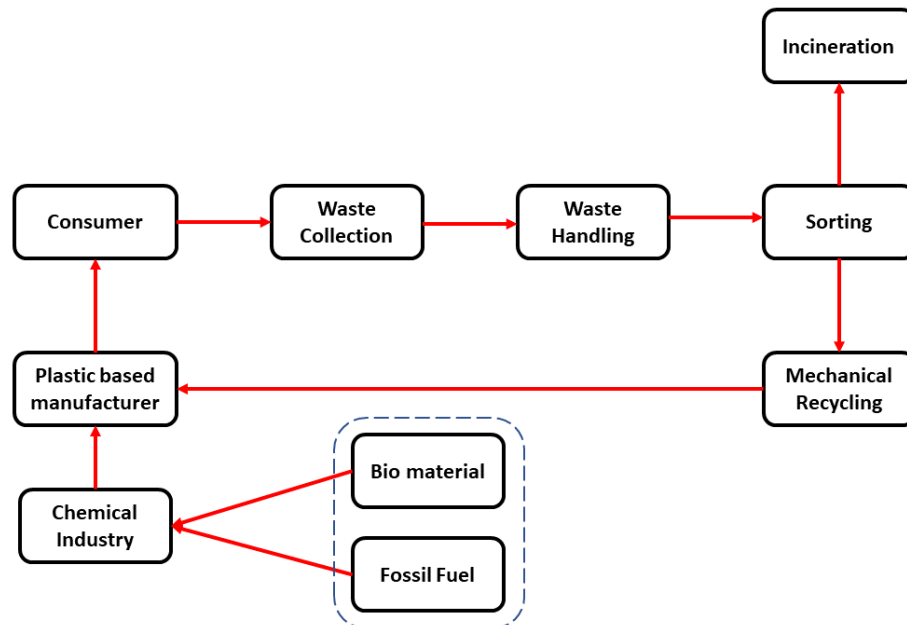 Incineration
Consumer
Waste
Collection
Waste
Handling
Sorting
Plastic based
manufacturer
Mechanical
Recycling
Bio material
Chemical
Industry
Fossil Fuel